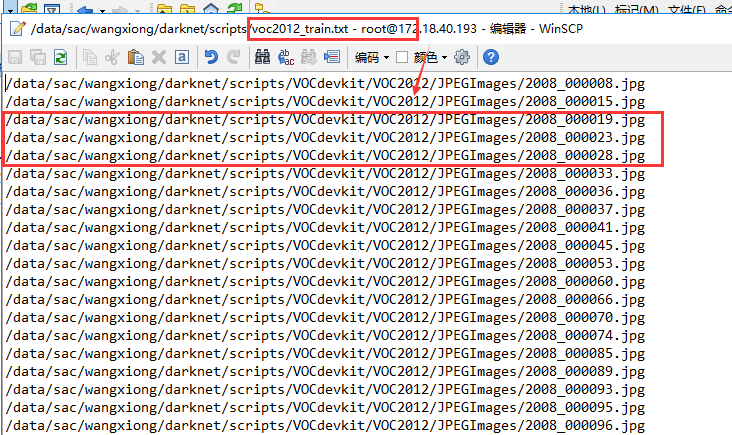 本地(L) 标记(M) 文件(F)
/data/sac/wangxiong/darknet/scripts/voc2012_train.txt - root@172.18.40.193 - 编辑器 - WinSCP
编码 颜色
/data/sac/wangxiong/darknet/scripts/VOCdevkit/VOC2012/JPEGImages/2008_000008.jpg
/data/sac/wangxiong/darknet/scripts/VOCdevkit/VOC2012/JPEGImages/2008_000015.jpg
/data/sac/wangxiong/darknet/scripts/VOCdevkit/VOC2012/JPEGImages/2008_000019.jpg
/data/sac/wangxiong/darknet/scripts/VOCdevkit/VOC2012/JPEGImages/2008_000023.jpg
/data/sac/wangxiong/darknet/scripts/VOCdevkit/VOC2012/JPEGImages/2008_000028.jpg
/data/sac/wangxiong/darknet/scripts/VOCdevkit/VOC2012/JPEGImages/2008_000033.jpg
/data/sac/wangxiong/darknet/scripts/VOCdevkit/VOC2012/JPEGImages/2008_000036.jpg
/data/sac/wangxiong/darknet/scripts/VOCdevkit/VOC2012/JPEGImages/2008_000037.jpg
/data/sac/wangxiong/darknet/scripts/VOCdevkit/VOC2012/JPEGImages/2008_000041.jpg
/data/sac/wangxiong/darknet/scripts/VOCdevkit/VOC2012/JPEGImages/2008_000045.jpg
/data/sac/wangxiong/darknet/scripts/VOCdevkit/VOC2012/JPEGImages/2008_000053.jpg
/data/sac/wangxiong/darknet/scripts/VOCdevkit/VOC2012/JPEGImages/2008_000060.jpg
/data/sac/wangxiong/darknet/scripts/VOCdevkit/VOC2012/JPEGImages/2008_000066.jpg
/data/sac/wangxiong/darknet/scripts/VOCdevkit/VOC2012/JPEGImages/2008_000070.jpg
/data/sac/wangxiong/darknet/scripts/VOCdevkit/VOC2012/JPEGImages/2008_000074.jpg
/data/sac/wangxiong/darknet/scripts/VOCdevkit/VOC2012/JPEGImages/2008_000085.jpg
/data/sac/wangxiong/darknet/scripts/VOCdevkit/VOC2012/JPEGImages/2008_000089.jpg
/data/sac/wangxiong/darknet/scripts/VOCdevkit/VOC2012/JPEGImages/2008_000093.jpg
/data/sac/wangxiong/darknet/scripts/VOCdevkit/VOC2012/JPEGImages/2008_000095.jpg
/data/sac/wangxiong/darknet/scripts/VOCdevkit/VOC2012/JPEGImages/2008_000096.jpg